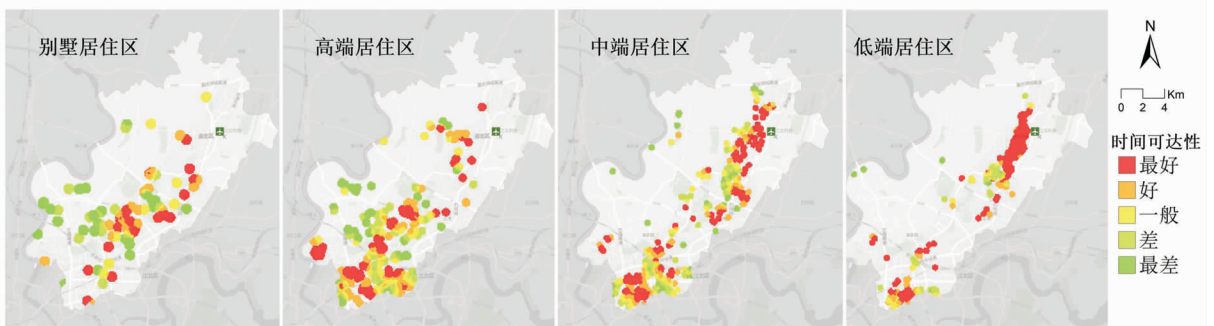 别墅居住区
高端居住区
中端居住区
低端居住区
N
0 2 4 Km
时间可达性
最好
好
一般
差
最差